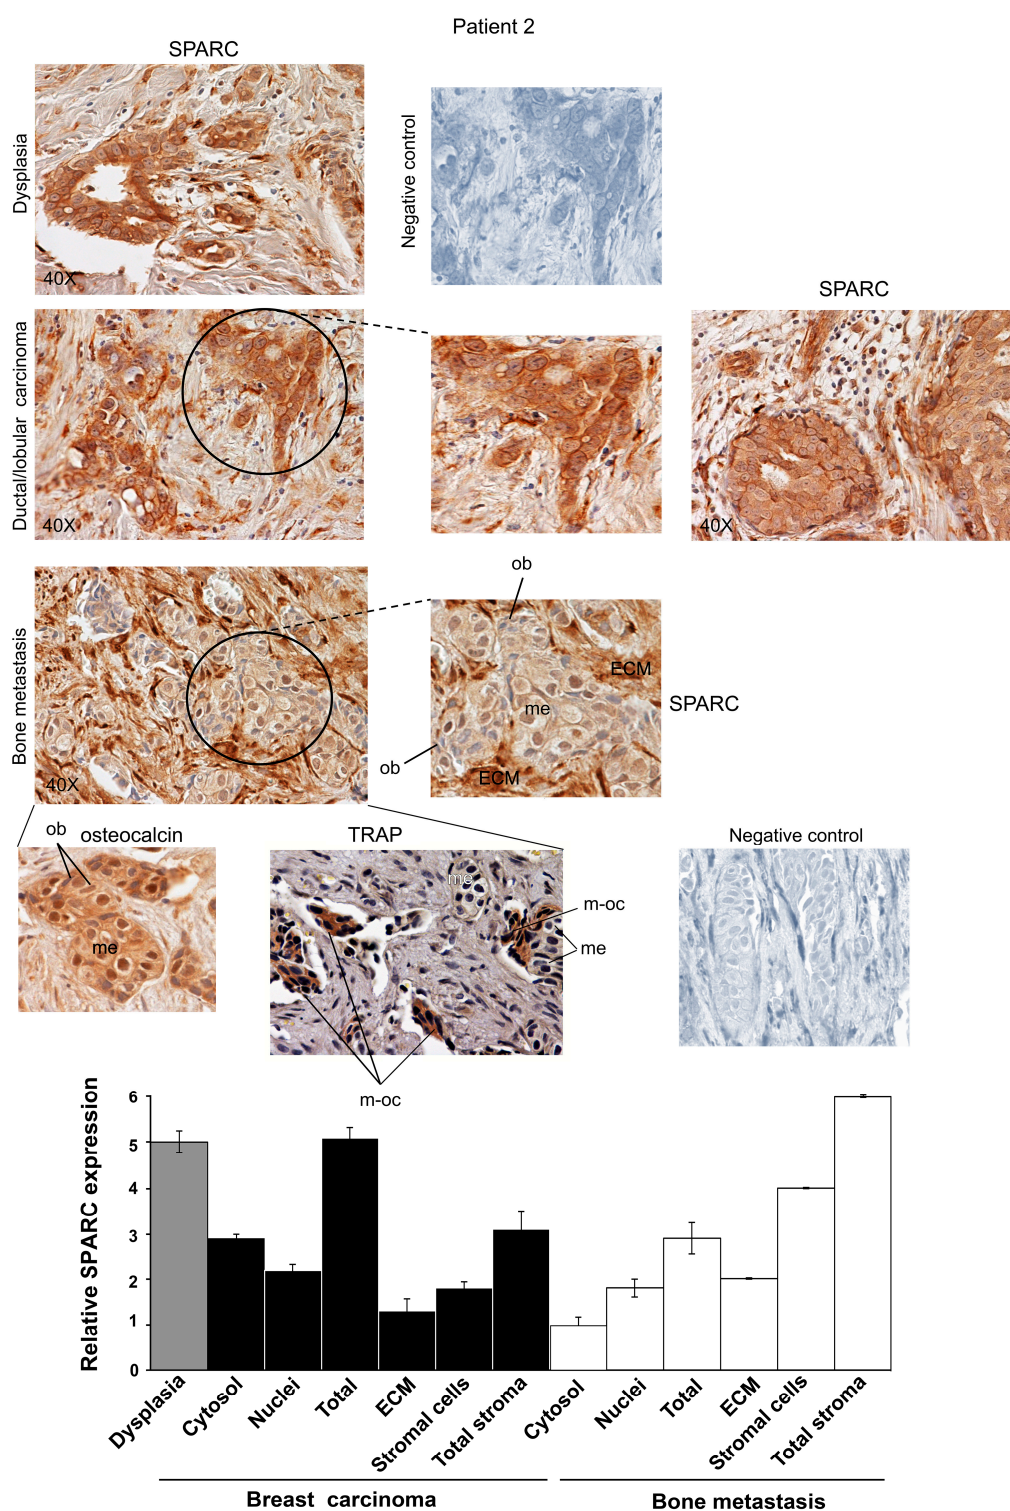 Patient 2
SPARC
Dysplasia
40X
Negative control
Ductal/lobular carcinoma
40X
SPARC
40X
Bone metastasis
40X
ob
ob
me
ECM
ECM
SPARC
ob
osteocalcin
me
TRAP
me
m-oc
me
m-oc
Negative control
Relative SPARC expression
6
5
4
3
2
1
0
Dysplasia
Cytosol
Nuclei
Total
ECM
Stromal cells
Total stroma
Cytosol
Nuclei
Total
ECM
Stromal cells
Total stroma
Breast carcinoma
Bone metastasis